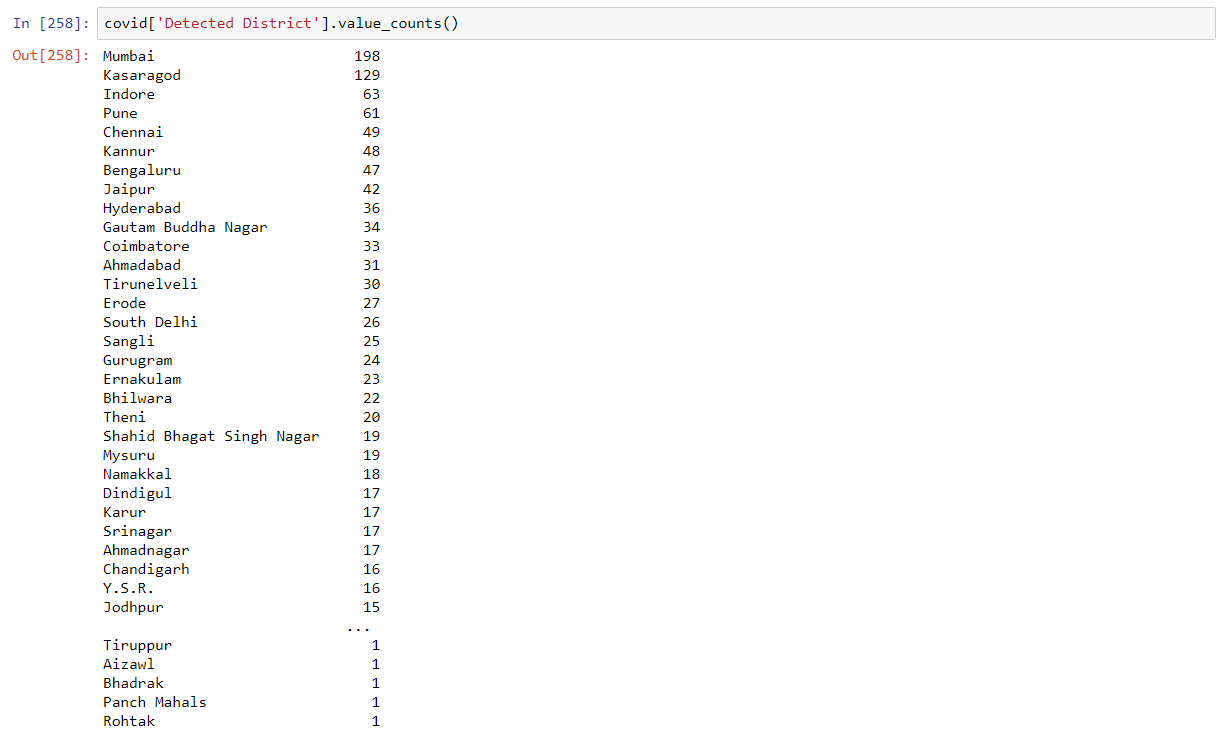 In [258]: covid['Detected District'].value_counts()
Out[258]: Mumbai 198
Kasaragod 129
Indore 63
Pune 61
Chennai 49
Kannur 48
Bengaluru 47
Jaipur 42
Hyderabad 36
Gautam Buddha Nagar 34
Coimbatore 33
Ahmadabad 31
Tirunelveli 30
Erode 27
South Delhi 26
Sangli 25
Gurugram 24
Ernakulam 23
Bhilwara 22
Theni 20
Shahid Bhagat Singh Nagar 19
Mysuru 19
Namakkal 18
Dindigul 17
Karur 17
Srinagar 17
Ahmadnagar 17
Chandigarh 16
Y.S.R. 16
Jodhpur 15
...
Tiruppur 1
Aizawl 1
Bhadrak 1
Panch Mahals 1
Rohtak 1